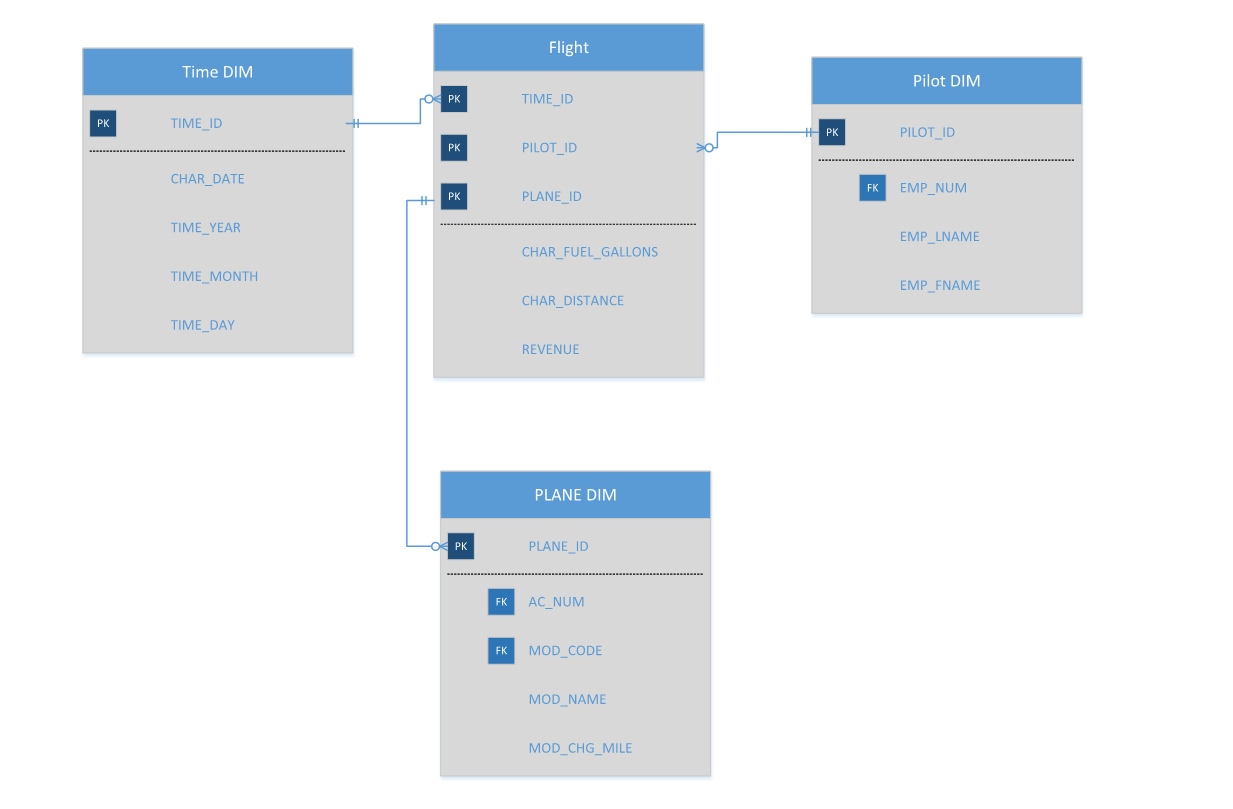 Time DIM
PK TIME_ID
CHAR_DATE
TIME_YEAR
TIME_MONTH
TIME_DAY
Flight
PK TIME_ID
PK PILOT_ID
PK PLANE_ID
CHAR_FUEL_GALLONS
CHAR_DISTANCE
REVENUE
Pilot DIM
PK PILOT_ID
FK EMP_NUM
EMP_LNAME
EMP_FNAME
PLANE DIM
PK PLANE_ID
FK AC_NUM
FK MOD_CODE
MOD_NAME
MOD_CHG_MILE